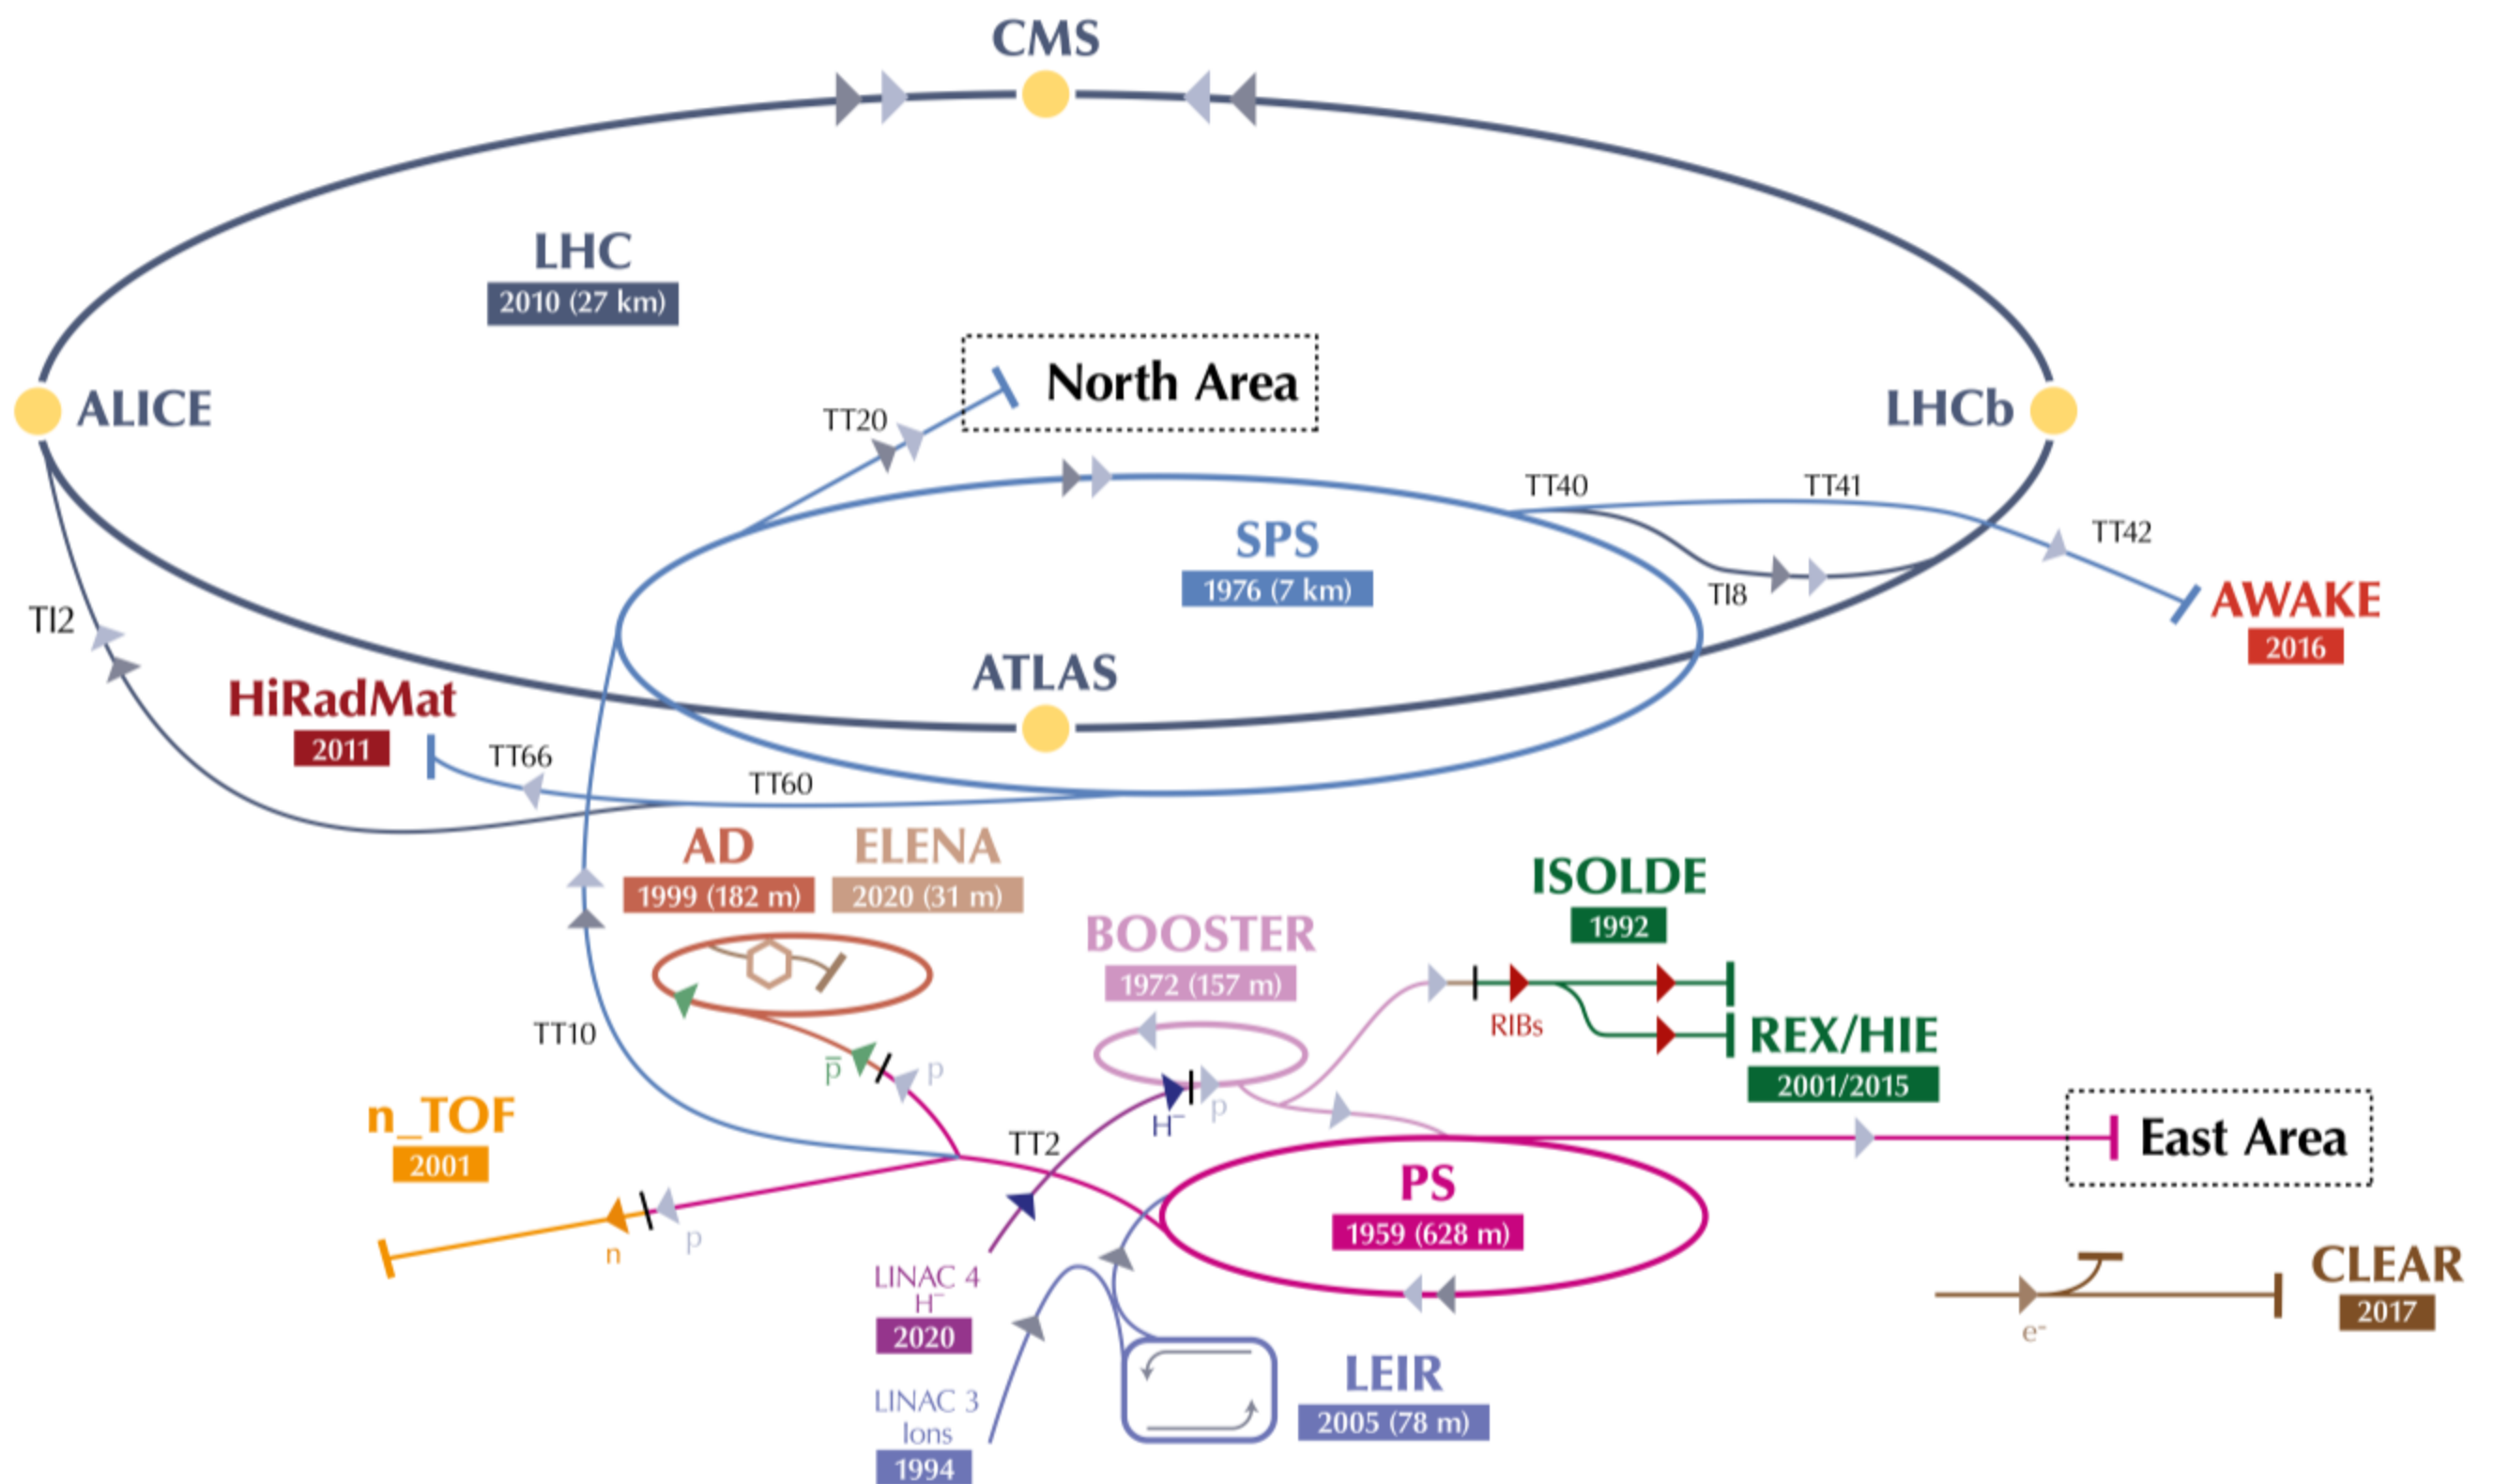 CMS
LHC
2010 (27 km)
North Area
ALICE
LHCb
TT20
TT40
TT41
TT42
SPS
1976 (7 km)
TI8
AWAKE
2016
TI2
ATLAS
HiRadMat
2011
TT66
TT60
AD
1999 (182 m)
ELENA
2020 (31 m)
ISOLDE
1992
BOOSTER
1972 (157 m)
RIBs
REX/HIE
2001/2015
TT10
p̅
p
H⁻
p
n_TOF
2001
TT2
East Area
PS
1959 (628 m)
n
p
LINAC 4
H⁻
2020
CLEAR
2017
e⁻
LEIR
2005 (78 m)
LINAC 3
Ions
1994